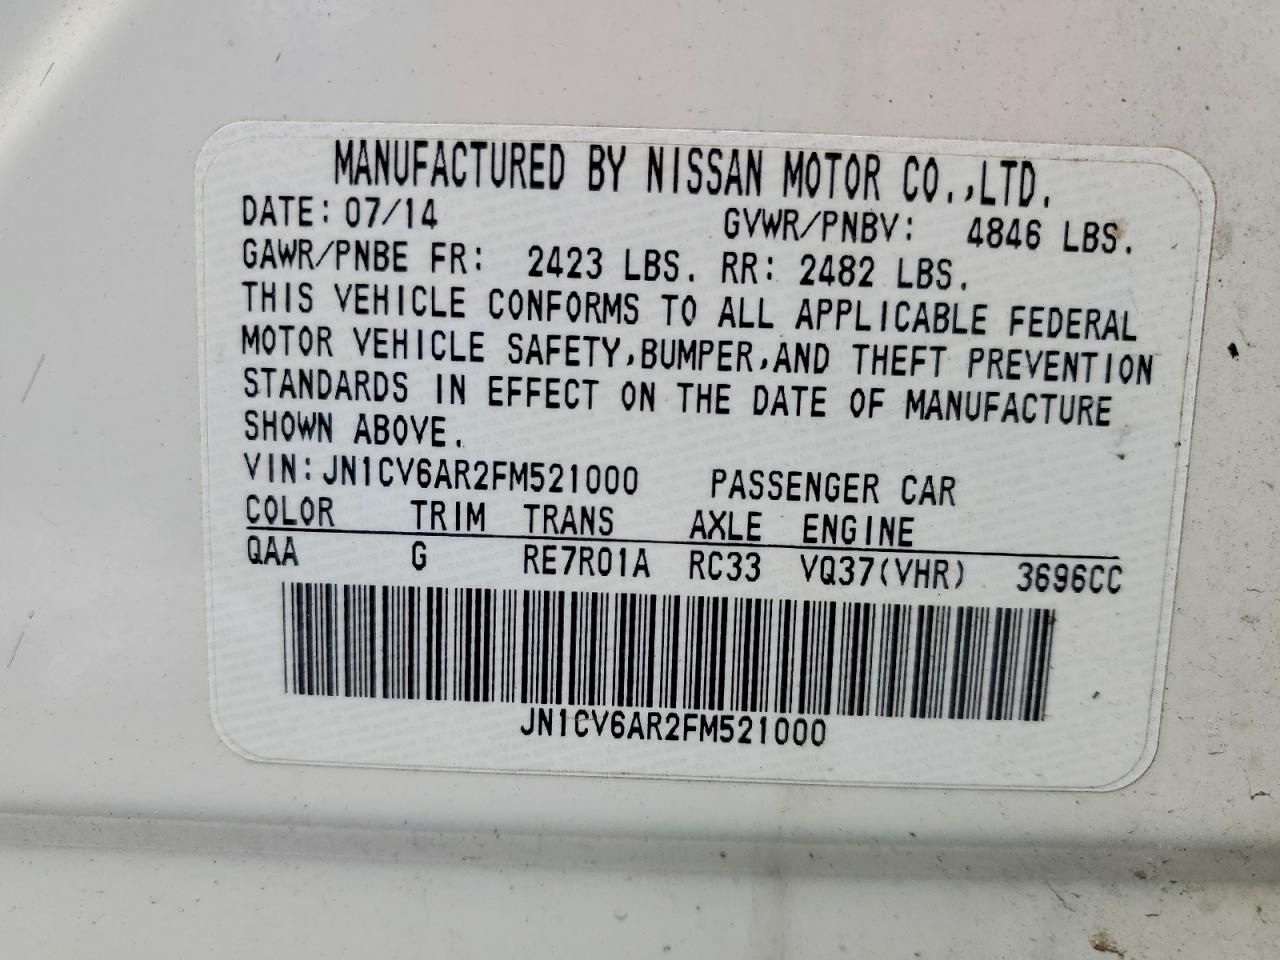 MANUFACTURED BY NISSAN MOTOR CO.,LTD.
DATE: 07/14 GVWR/PNBV: 4846 LBS.
GAWR/PNBE FR: 2423 LBS. RR: 2482 LBS.
THIS VEHICLE CONFORMS TO ALL APPLICABLE FEDERAL
MOTOR VEHICLE SAFETY,BUMPER,AND THEFT PREVENTION
STANDARDS IN EFFECT ON THE DATE OF MANUFACTURE
SHOWN ABOVE.
VIN:JN1CV6AR2FM521000 PASSENGER CAR
COLOR TRIM TRANS AXLE ENGINE
QAA G RE7R01A RC33 VQ37(VHR) 3696CC
JN1CV6AR2FM521000